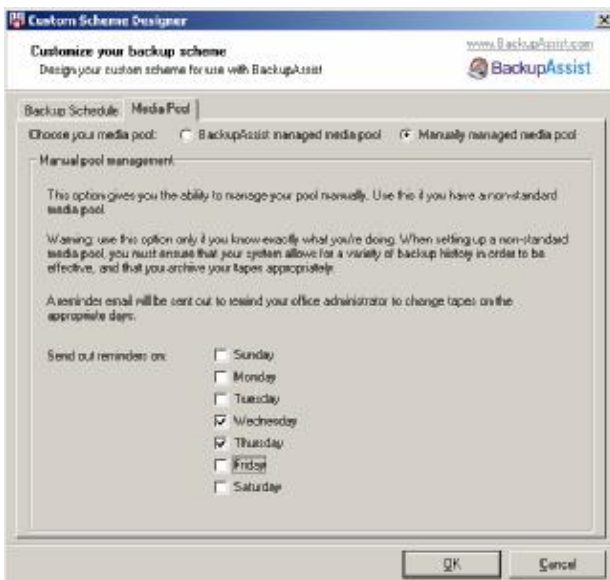 Custom Scheme Designer
Customize your backup scheme
Design your custom scheme for use with BackupAssist
www.BackupAssist.com
BackupAssist
Backup Schedule Media Pool
Choose your media pool: BackupAssist managed media pool Manually managed media pool
Manual pool management
This option gives you the ability to manage your pool manually. Use this if you have a non-standard
media pool.
Warning: use this option only if you know exactly what you're doing. When setting up a non-standard
media pool, you must ensure that your system allows for a variety of backup history in order to be
effective, and that you archive your tapes appropriately.
A reminder email will be sent out to remind your office administrator to change tapes on the
appropriate days.
Send out reminders on: Sunday
Monday
Tuesday
Wednesday
Thursday
Friday
Saturday
OK Cancel